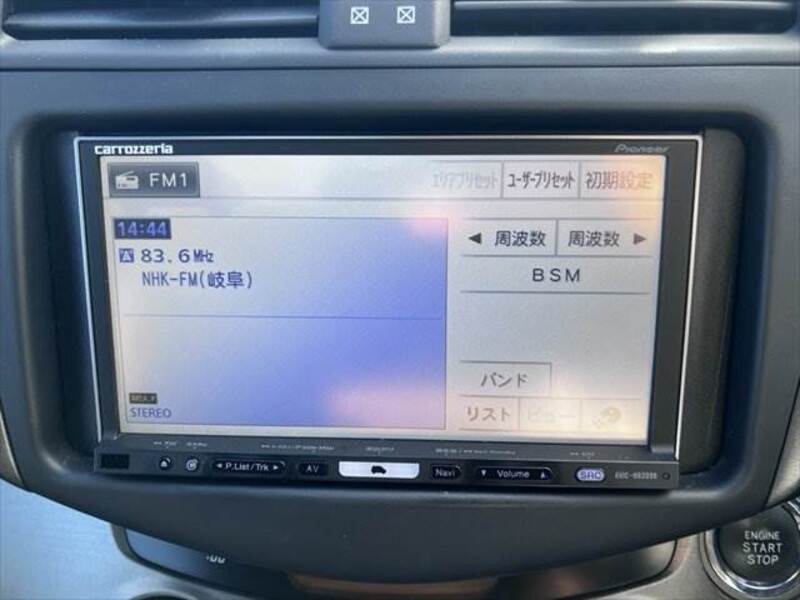 carrozzeria
Pioneer
FM1
エリアプリセット ユーザープリセット 初期設定
14:44
83.6MHz
NHK-FM(岐阜)
◀ 周波数 周波数 ▶
BSM
バンド
リスト
STEREO
P.List/Trk
AV
Navi
Volume
SRC
ENGINE
START
STOP